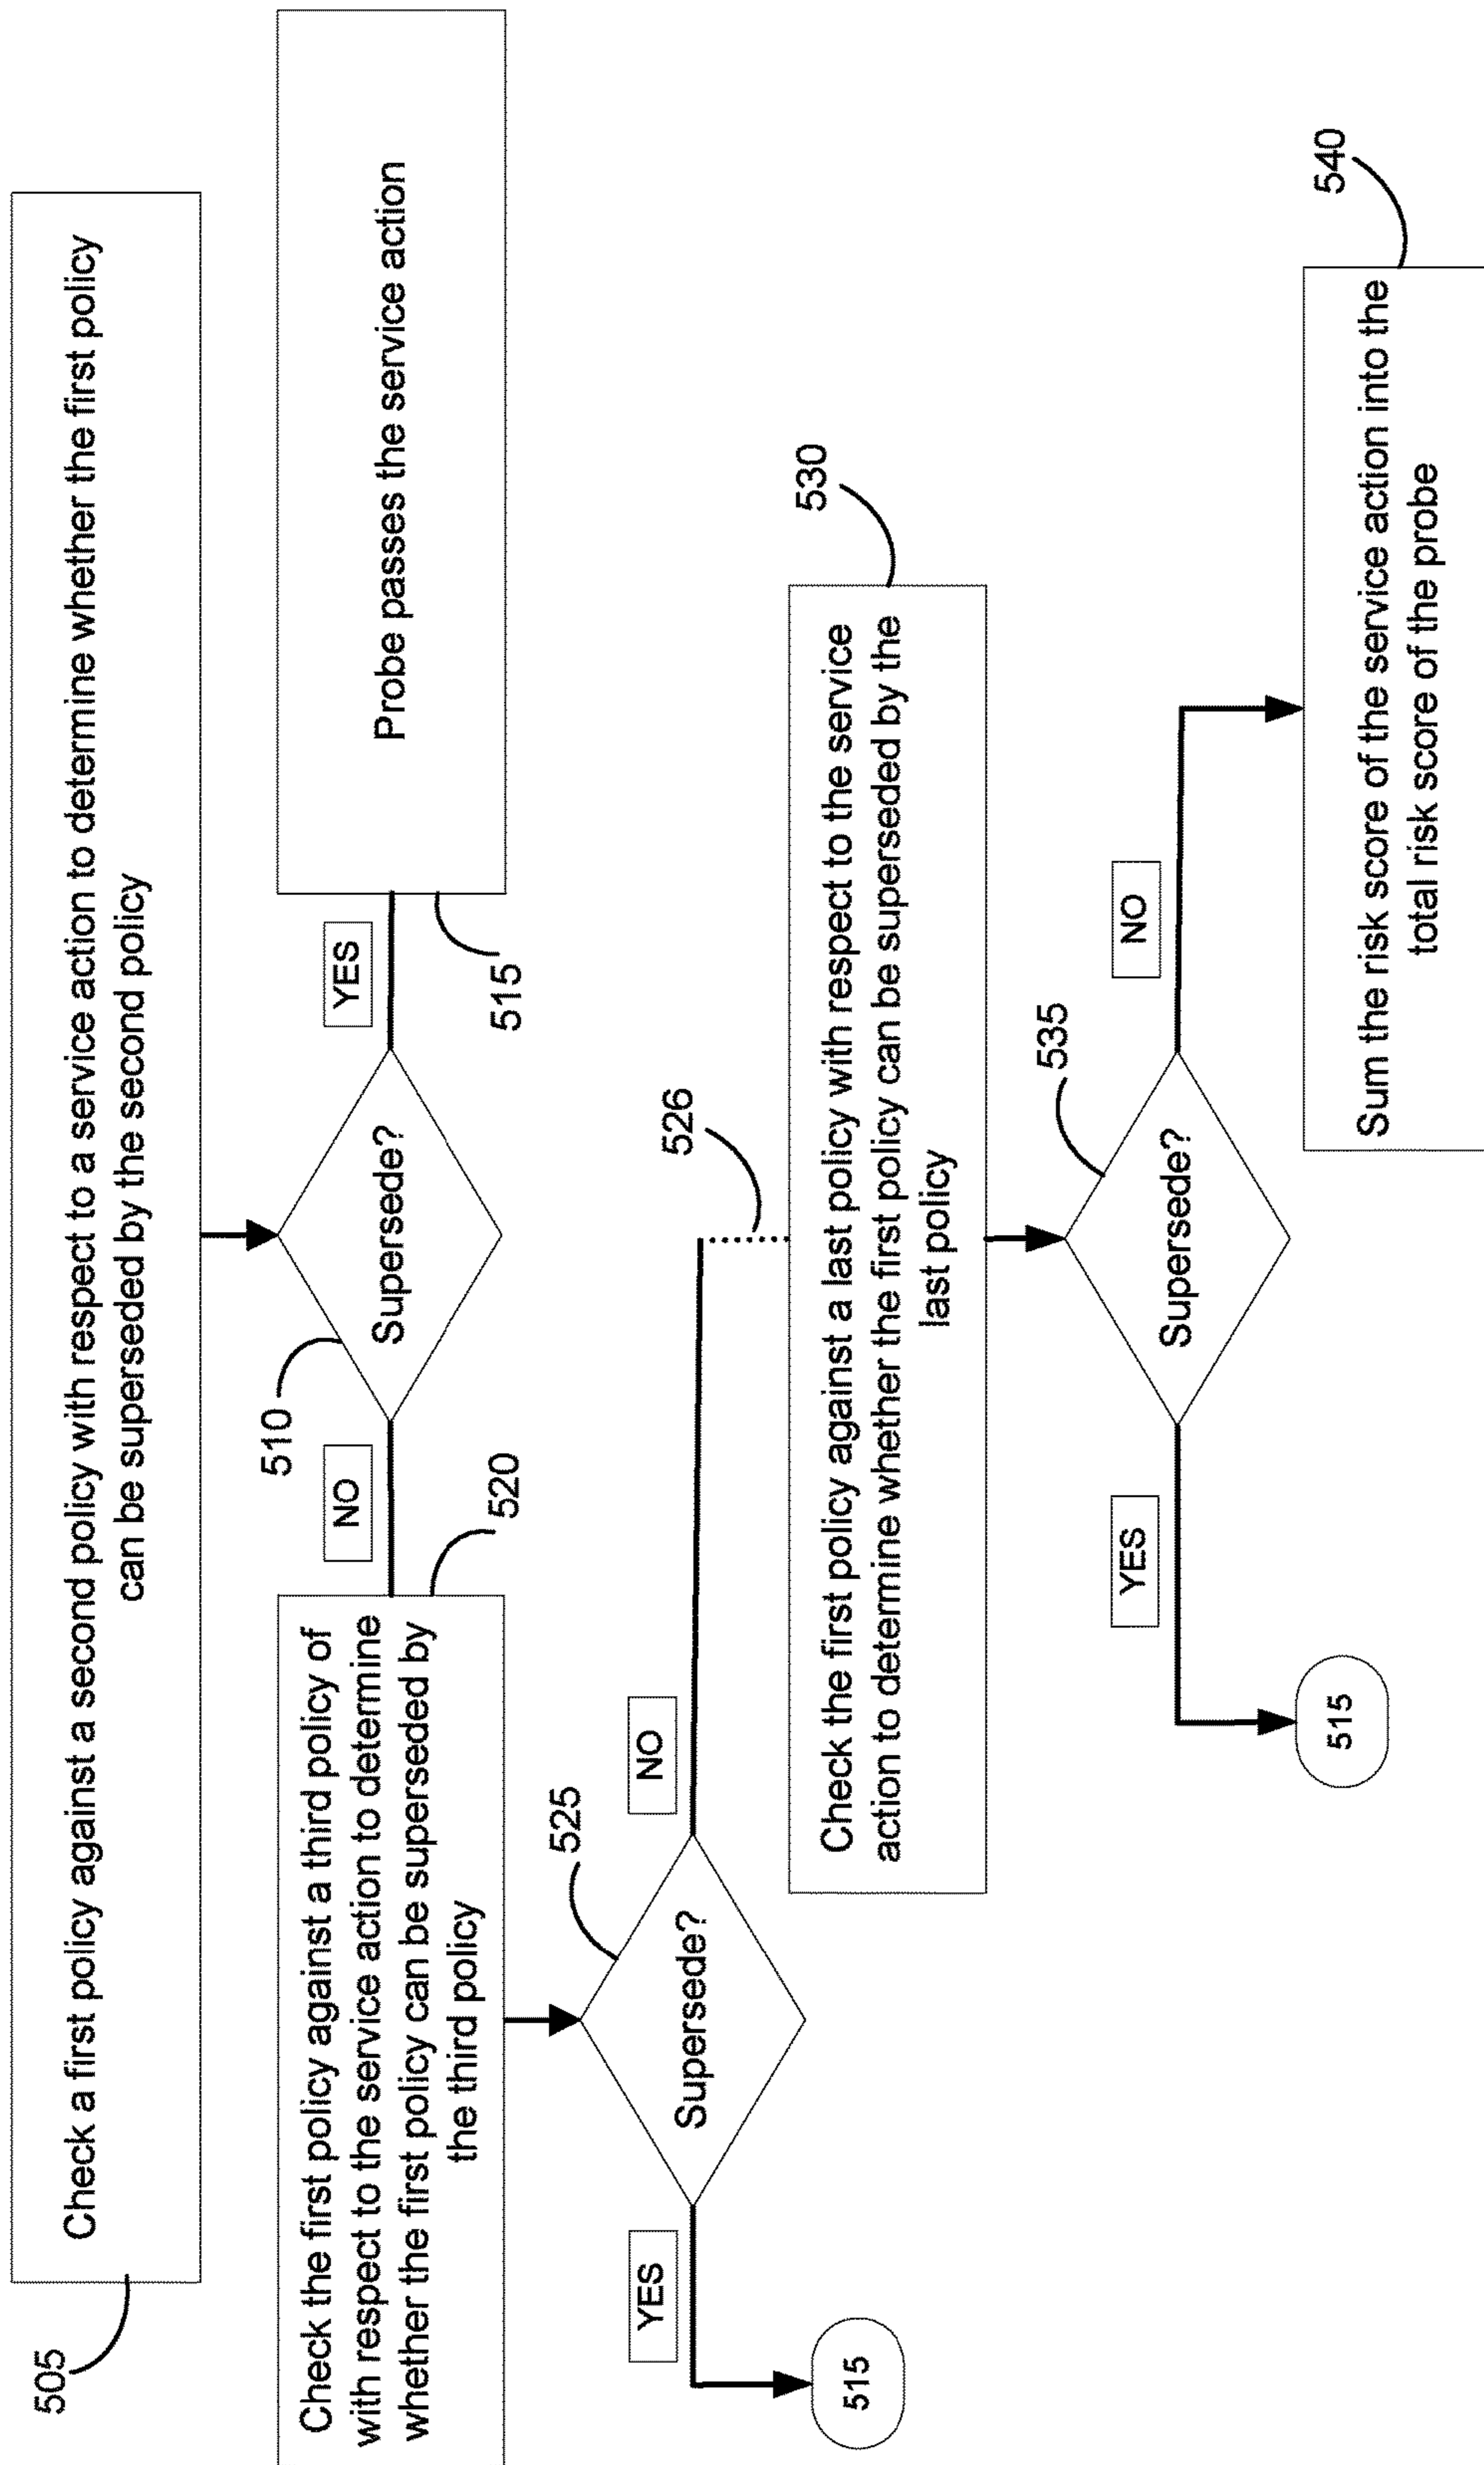 505
Check a first policy against a second policy with respect to a service action to determine whether the first policy
can be superseded by the second policy
510
Supersede?
YES
515
Probe passes the service action
NO
520
Check the first policy against a third policy of
with respect to the service action to determine
whether the first policy can be superseded by
the third policy
525
Supersede?
YES
515
NO
526
530
Check the first policy against a last policy with respect to the service
action to determine whether the first policy can be superseded by the
last policy
535
Supersede?
YES
515
NO
540
Sum the risk score of the service action into the
total risk score of the probe